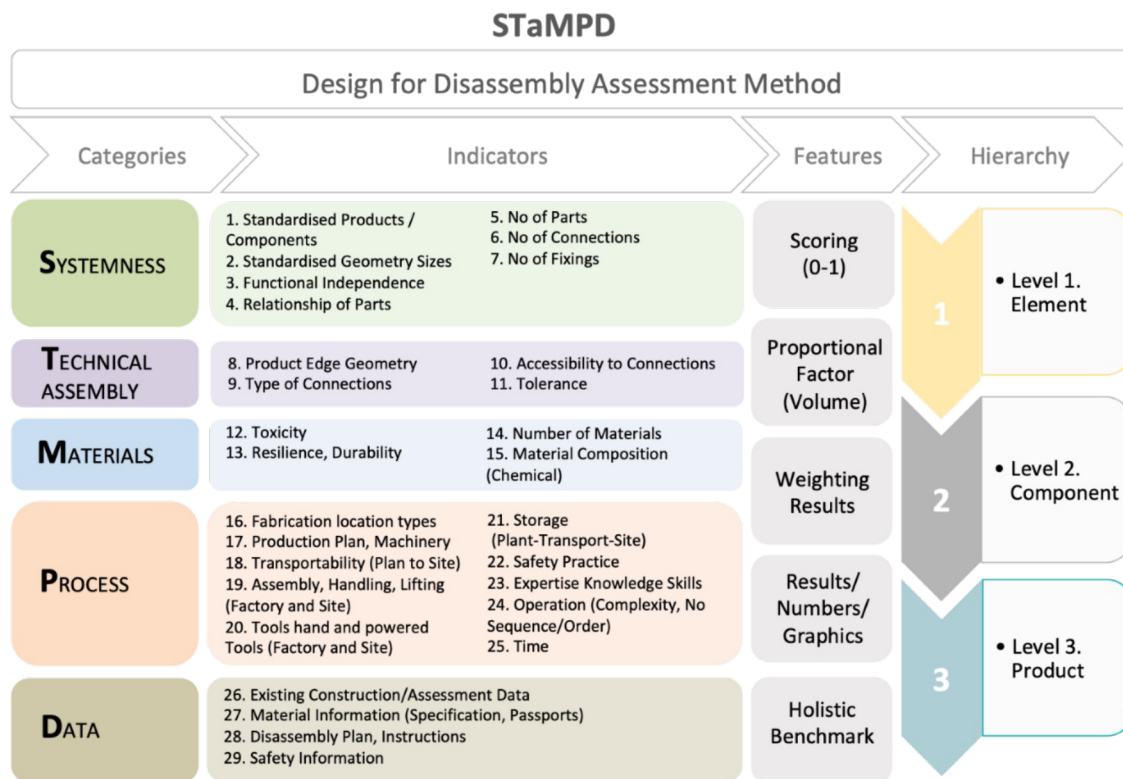 STaMPD
Design for Disassembly Assessment Method
Categories
Indicators
Features
Hierarchy
SYSTEMNESS
1. Standardised Products /
Components
2. Standardised Geometry Sizes
3. Functional Independence
4. Relationship of Parts
5. No of Parts
6. No of Connections
7. No of Fixings
TECHNICAL
ASSEMBLY
8. Product Edge Geometry
9. Type of Connections
10. Accessibility to Connections
11. Tolerance
MATERIALS
12. Toxicity
13. Resilience, Durability
14. Number of Materials
15. Material Composition
(Chemical)
PROCESS
16. Fabrication location types
17. Production Plan, Machinery
18. Transportability (Plan to Site)
19. Assembly, Handling, Lifting
(Factory and Site)
20. Tools hand and powered
Tools (Factory and Site)
21. Storage
(Plant-Transport-Site)
22. Safety Practice
23. Expertise Knowledge Skills
24. Operation (Complexity, No
Sequence/Order)
25. Time
DATA
26. Existing Construction/Assessment Data
27. Material Information (Specification, Passports)
28. Disassembly Plan, Instructions
29. Safety Information
Scoring
(0-1)
Proportional
Factor
(Volume)
Weighting
Results
Results/
Numbers/
Graphics
Holistic
Benchmark
1
• Level 1.
Element
2
• Level 2.
Component
3
• Level 3.
Product